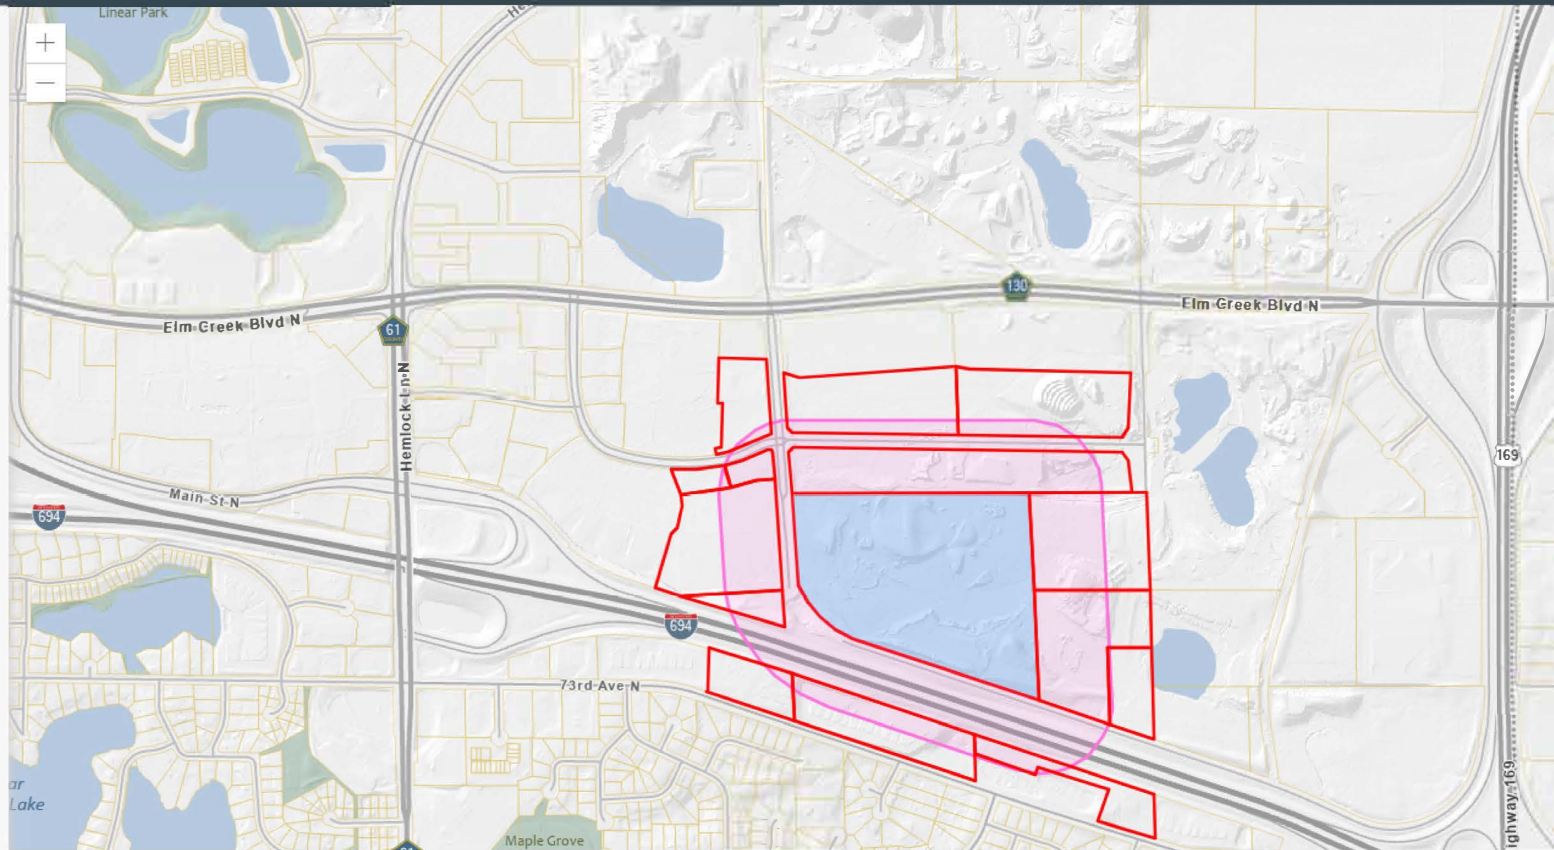 Linear Park
+
−
130
Elm Creek Blvd N
Elm Creek Blvd N
61
Hemlock Ln N
169
Main St N
694
694
73rd Ave N
Lake
Maple Grove
169